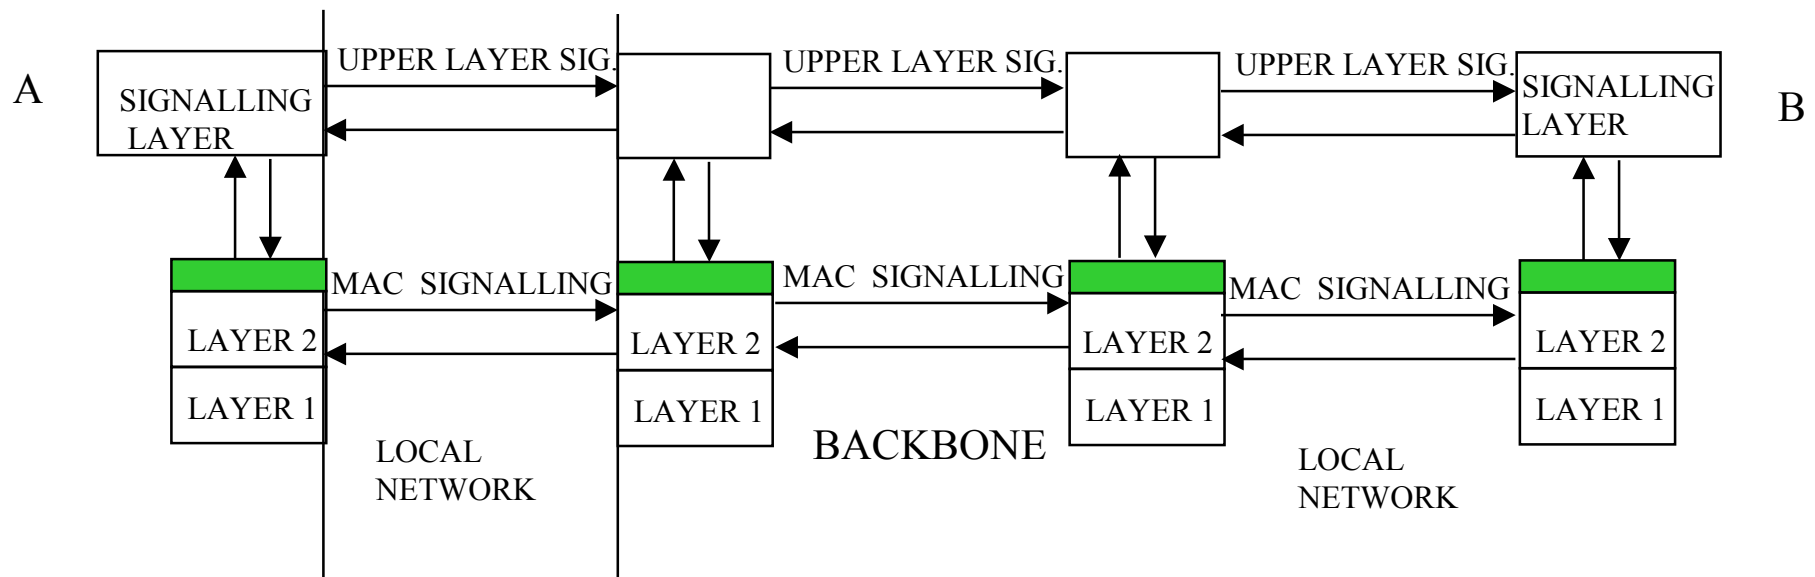 UPPER LAYER SIG.
UPPER LAYER SIG.
UPPER LAYER SIG.
A
SIGNALLING
LAYER
SIGNALLING
LAYER
B
MAC SIGNALLING
MAC SIGNALLING
MAC SIGNALLING
LAYER 2
LAYER 2
LAYER 2
LAYER 2
LAYER 1
LAYER 1
LAYER 1
LAYER 1
LOCAL
NETWORK
BACKBONE
LOCAL
NETWORK